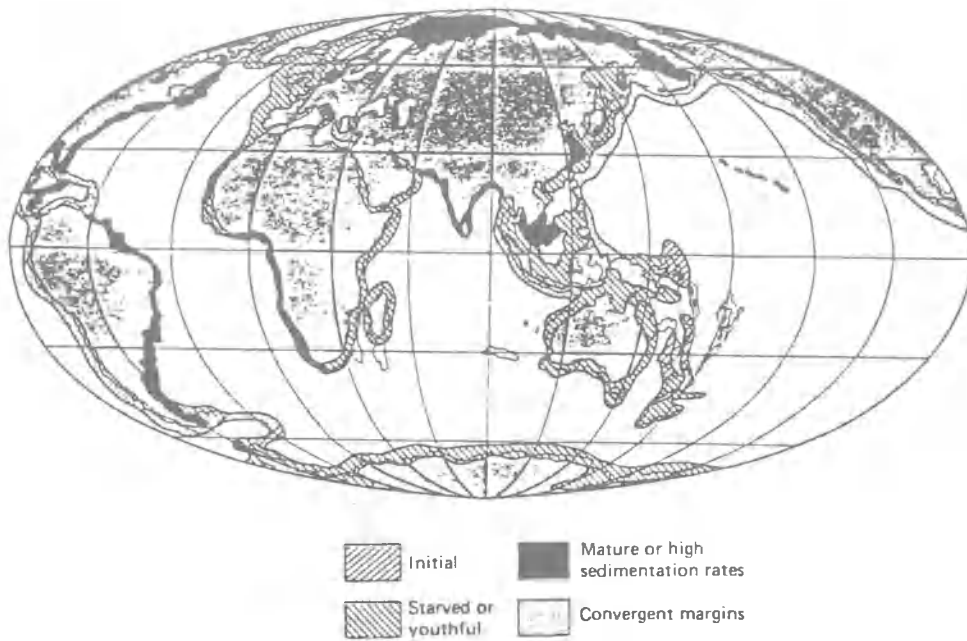 Initial
Mature or high
sedimentation rates
Starved or
youthful
Convergent margins